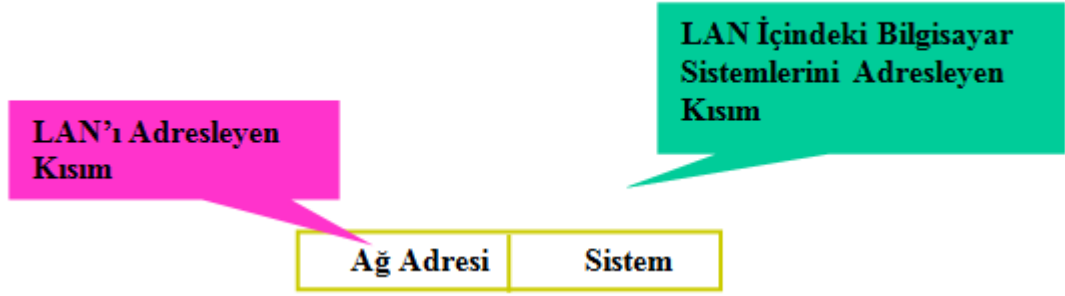 LAN İçindeki Bilgisayar
Sistemlerini Adresleyen
Kısım
LAN’ı Adresleyen
Kısım
Ağ Adresi Sistem